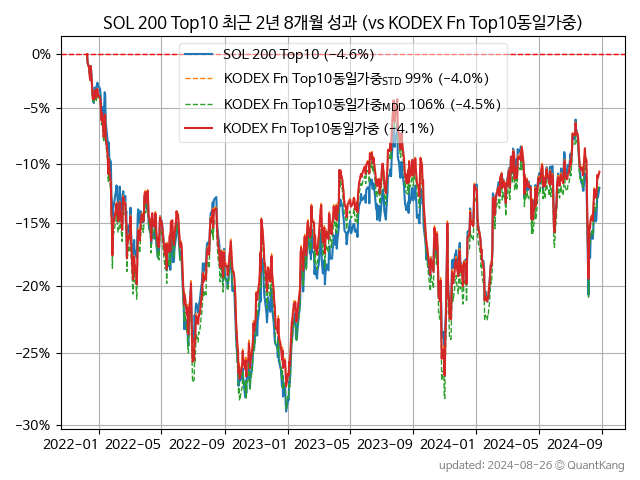 SOL 200 Top10 최근 2년 8개월 성과 (vs KODEX Fn Top10동일가중)
0%
−5%
−10%
−15%
−20%
−25%
−30%
SOL 200 Top10 (−4.6%)
KODEX Fn Top10동일가중STD 99% (−4.0%)
KODEX Fn Top10동일가중MDD 106% (−4.5%)
KODEX Fn Top10동일가중 (−4.1%)
2022-01 2022-05 2022-09 2023-01 2023-05 2023-09 2024-01 2024-05 2024-09
updated: 2024-08-26 © QuantKang